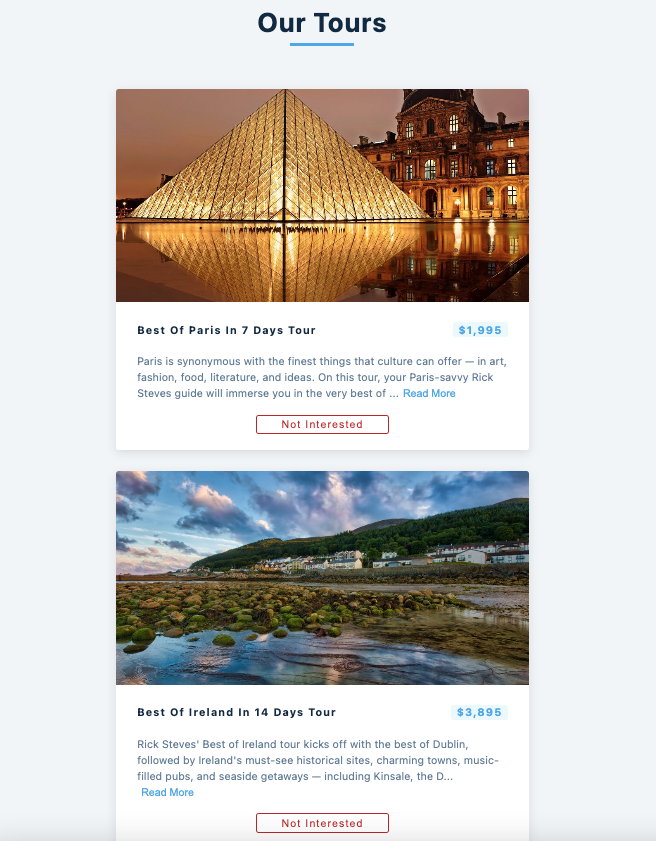 Our Tours
Best Of Paris In 7 Days Tour
$1,995
Paris is synonymous with the finest things that culture can offer — in art,
fashion, food, literature, and ideas. On this tour, your Paris-savvy Rick
Steves guide will immerse you in the very best of ... Read More
Not Interested
Best Of Ireland In 14 Days Tour
$3,895
Rick Steves' Best of Ireland tour kicks off with the best of Dublin,
followed by Ireland's must-see historical sites, charming towns, music-
filled pubs, and seaside getaways — including Kinsale, the D...
Read More
Not Interested